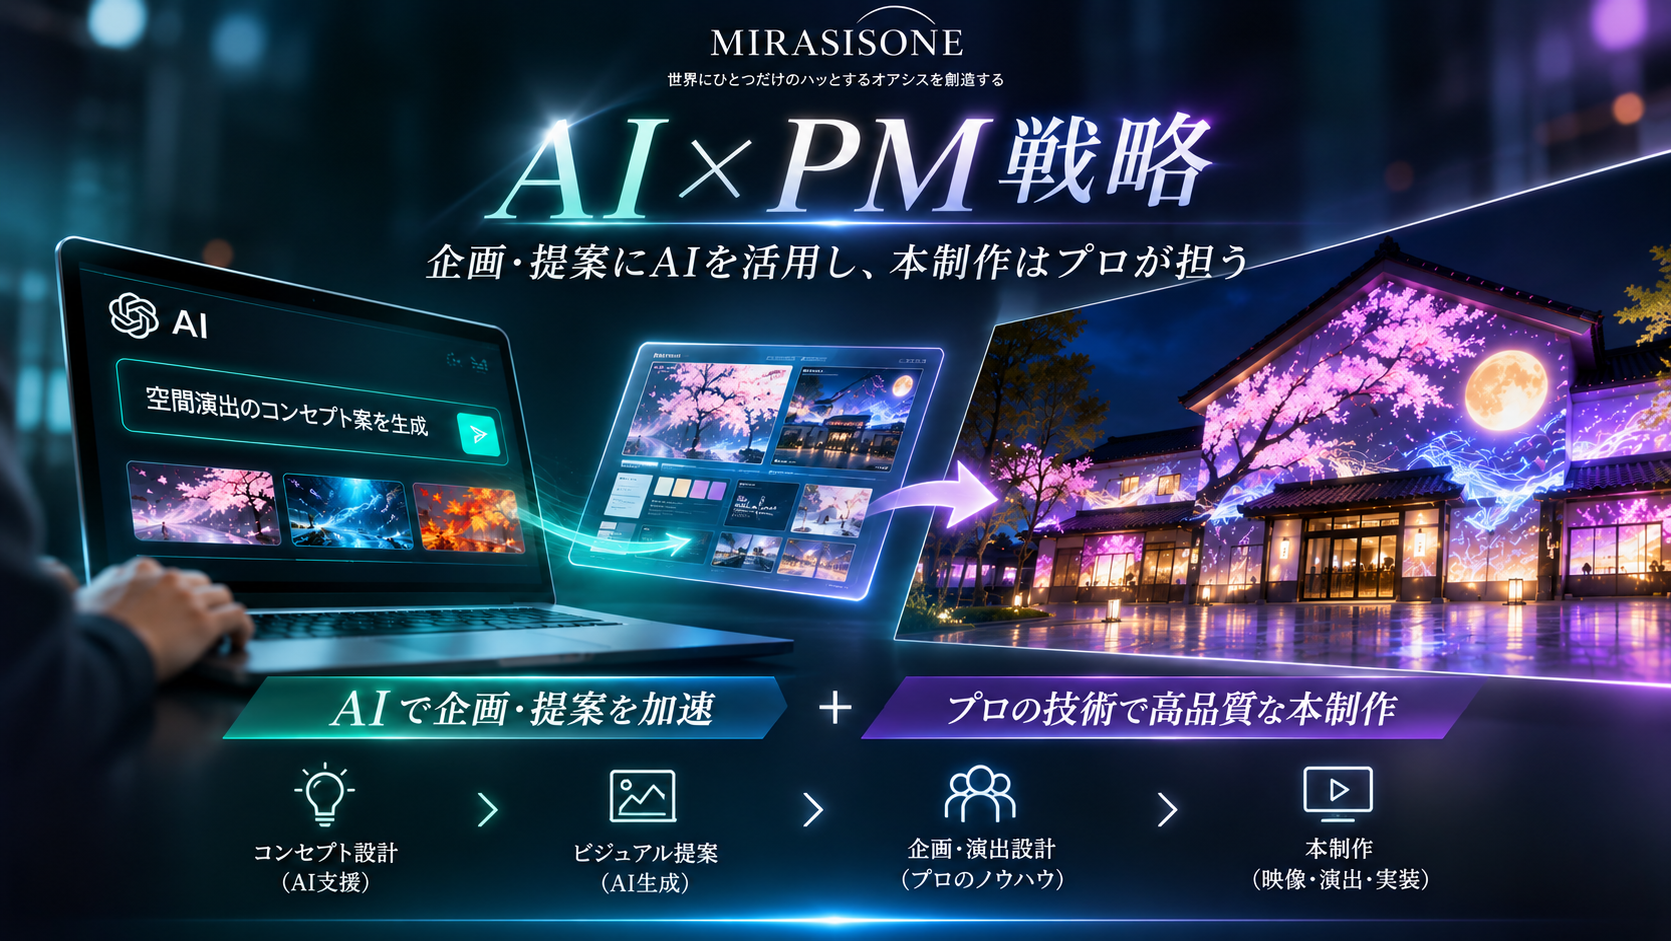 MIRASISONE
世界にひとつだけのハッとするオアシスを創造する
AI×PM戦略
企画・提案にAIを活用し、本制作はプロが担う
AI
空間演出のコンセプト案を生成
AIで企画・提案を加速
+
プロの技術で高品質な本制作
コンセプト設計
（AI支援）
ビジュアル提案
（AI生成）
企画・演出設計
（プロのノウハウ）
本制作
（映像・演出・実装）